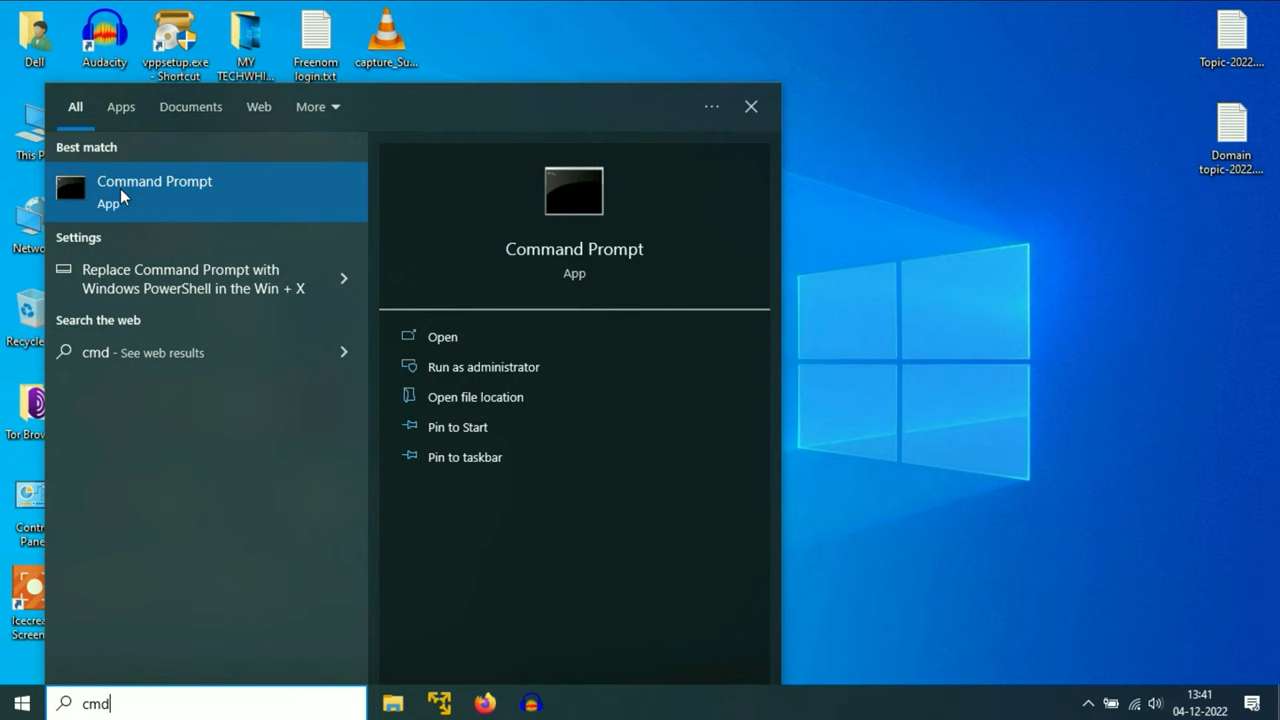 Dell
Audacity
vppsetup.exe
- Shortcut
MY
TECHWHI...
Freenom
login.txt
capture_Su...
Topic-2022....
Domain
topic-2022....
This P
Netwo
Recycle
Tor Brow
Contr
Pane
Icecrea
Screen
All
Apps
Documents
Web
More
Best match
Command Prompt
App
Settings
Replace Command Prompt with
Windows PowerShell in the Win + X
Search the web
cmd - See web results
Command Prompt
App
Open
Run as administrator
Open file location
Pin to Start
Pin to taskbar
cmd
13:41
04-12-2022